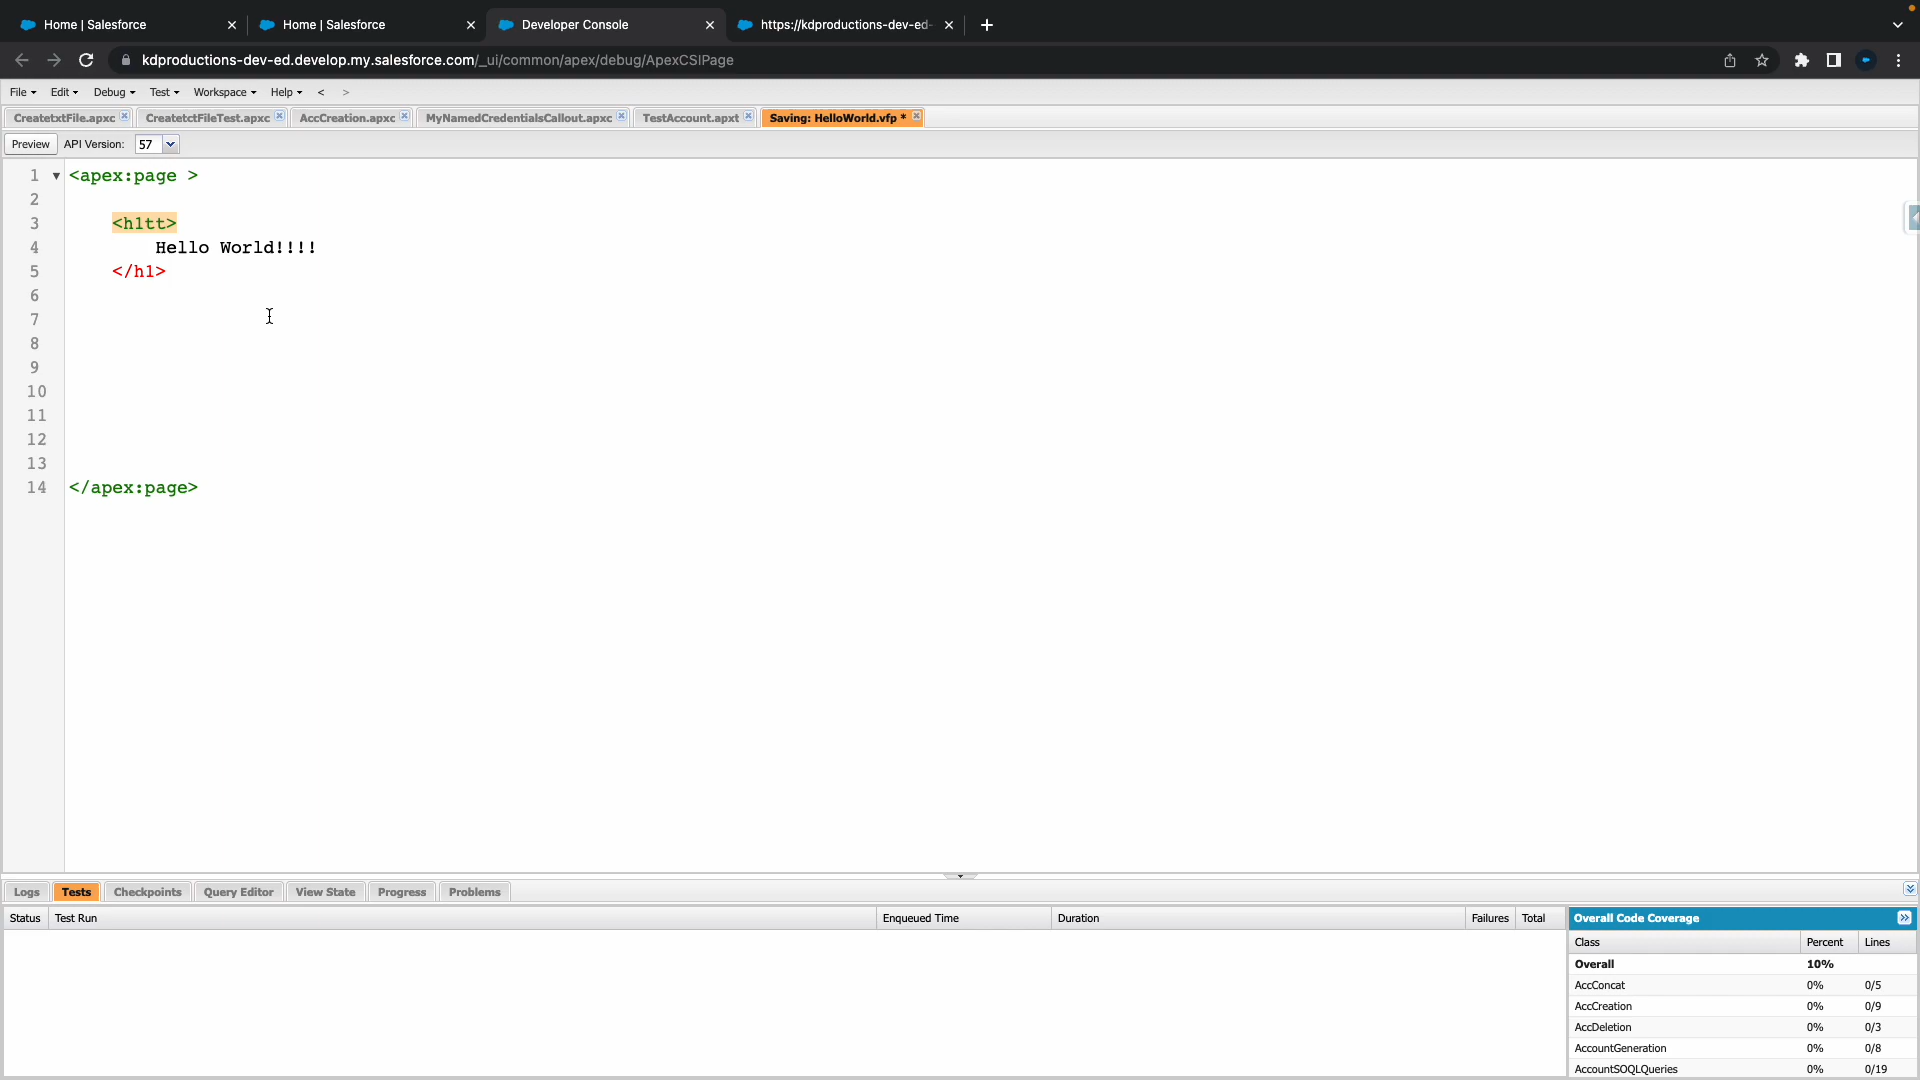 Home | Salesforce
Home | Salesforce
Developer Console
https://kdproductions-dev-ed-
kdproductions-dev-ed.develop.my.salesforce.com/_ui/common/apex/debug/ApexCSIPage
File Edit Debug Test Workspace Help < >
CreatetxtFile.apxc CreatetctFileTest.apxc AccCreation.apxc MyNamedCredentialsCallout.apxc TestAccount.apxt Saving: HelloWorld.vfp *
Preview API Version: 57
1 <apex:page >
2
3 <h1tt>
4 Hello World!!!!
5 </h1>
6
7
8
9
10
11
12
13
14 </apex:page>
Logs Tests Checkpoints Query Editor View State Progress Problems
Status Test Run Enqueued Time Duration Failures Total
Overall Code Coverage
Class Percent Lines
Overall 10%
AccConcat 0% 0/5
AccCreation 0% 0/9
AccDeletion 0% 0/3
AccountGeneration 0% 0/8
AccountSOQLQueries 0% 0/19